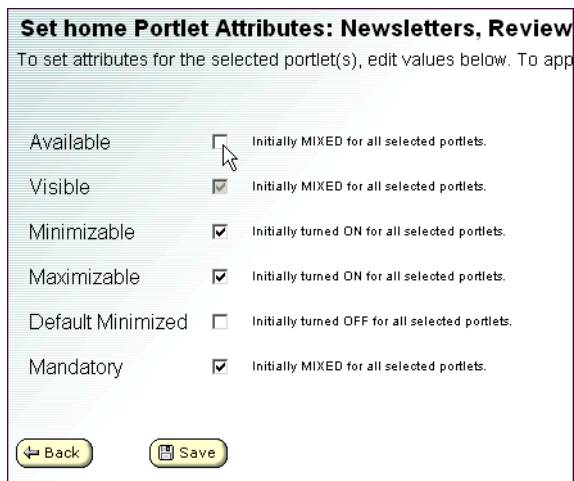 Set home Portlet Attributes: Newsletters, Review
To set attributes for the selected portlet(s), edit values below. To app
Available Initially MIXED for all selected portlets.
Visible Initially MIXED for all selected portlets.
Minimizable Initially turned ON for all selected portlets.
Maximizable Initially turned ON for all selected portlets.
Default Minimized Initially turned OFF for all selected portlets.
Mandatory Initially MIXED for all selected portlets.
Back Save